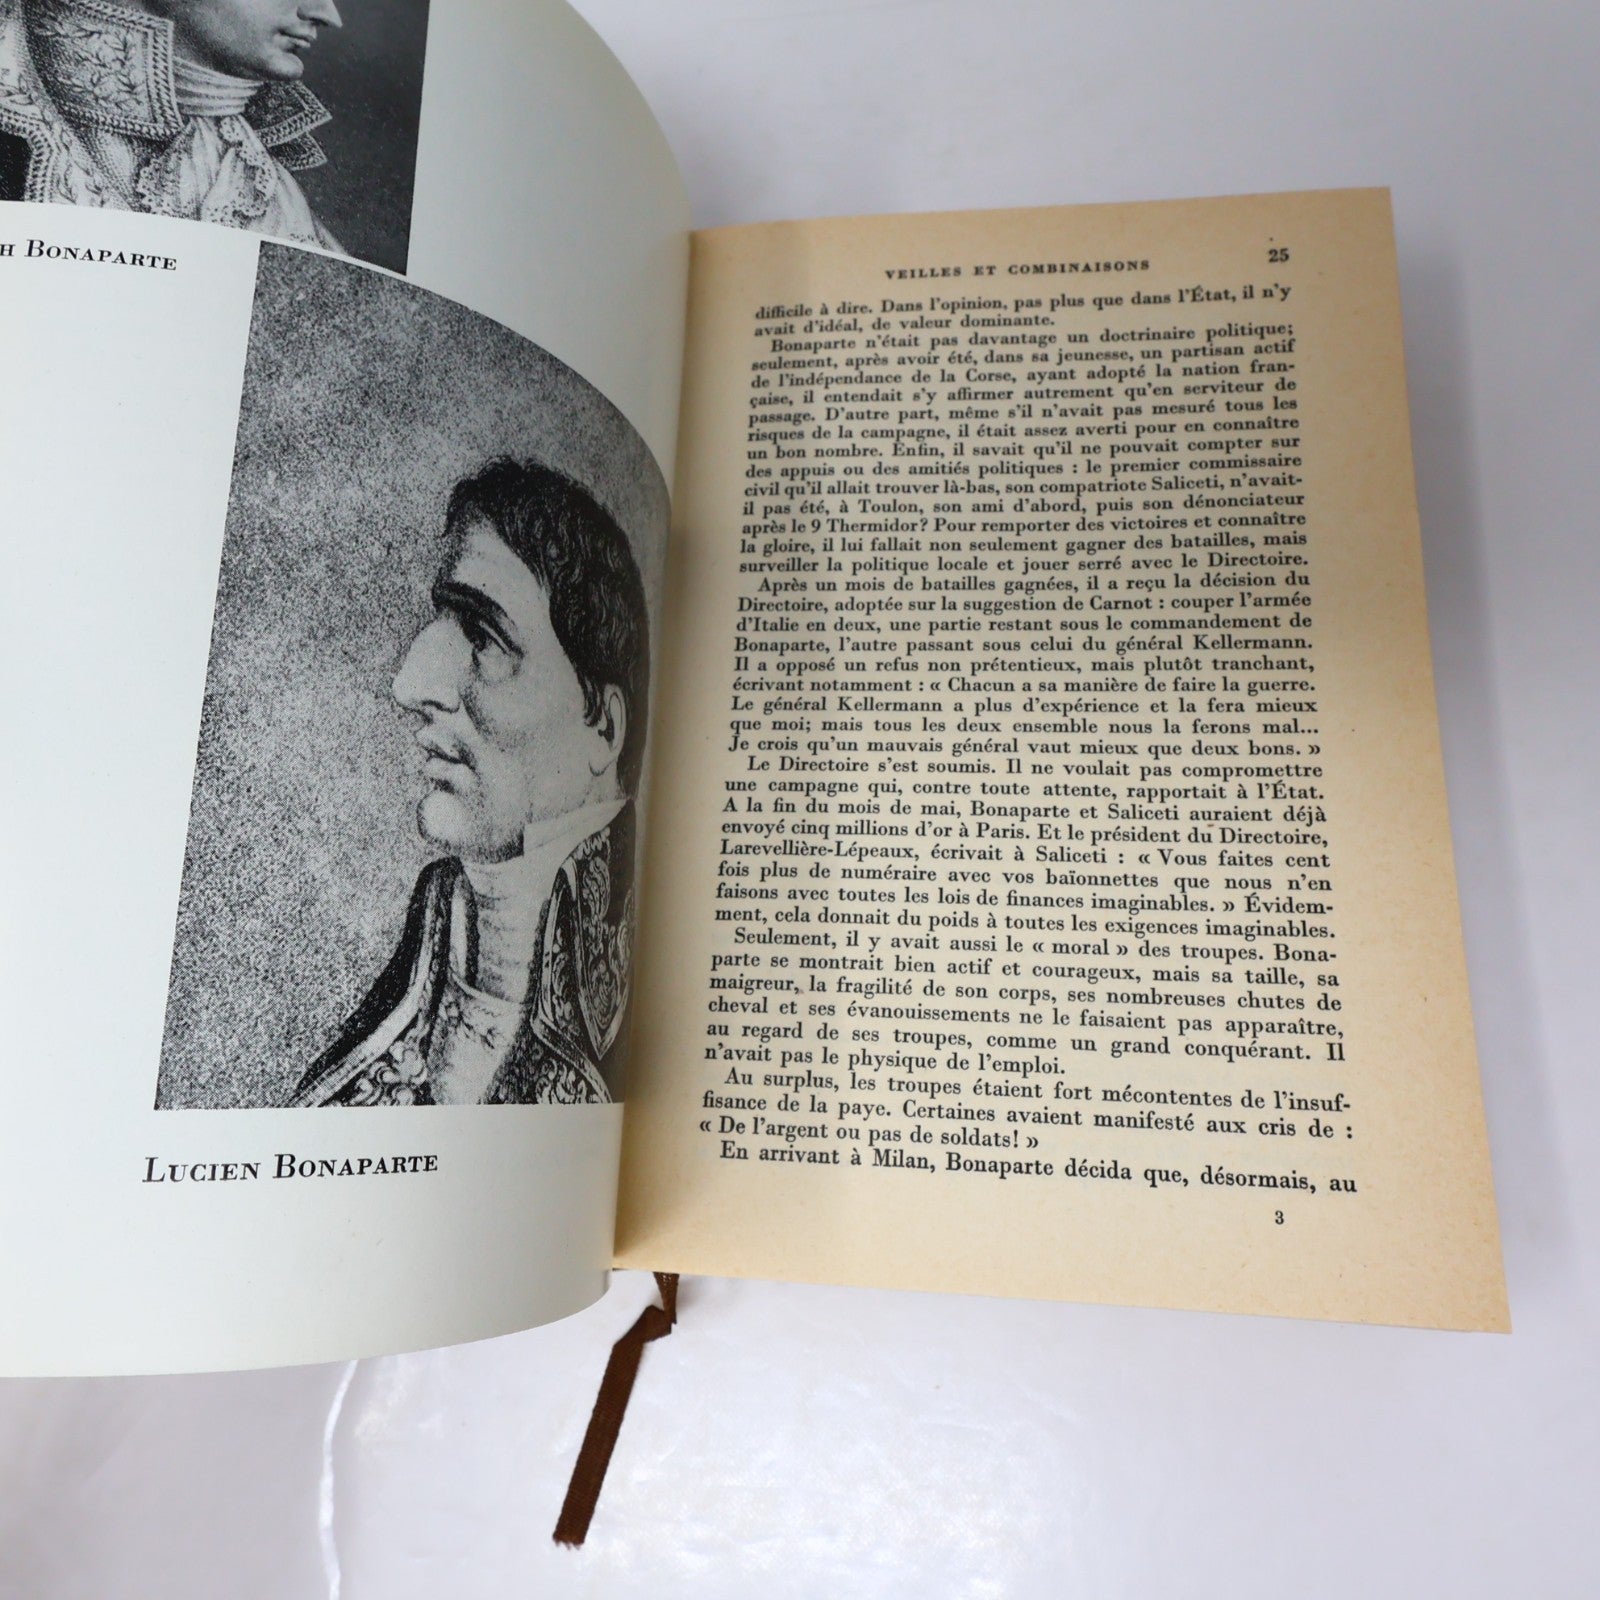 H BONAPARTE
LUCIEN BONAPARTE
VEILLES ET COMBINAISONS 25
difficile à dire. Dans l'opinion, pas plus que dans l'État, il n'y
avait d'idéal, de valeur dominante.
Bonaparte n'était pas davantage un doctrinaire politique;
seulement, après avoir été, dans sa jeunesse, un partisan actif
de l'indépendance de la Corse, ayant adopté la nation fran-
çaise, il entendait s'y affirmer autrement qu'en serviteur de
passage. D'autre part, même s'il n'avait pas mesuré tous les
risques de la campagne, il était assez averti pour en connaître
un bon nombre. Enfin, il savait qu'il ne pouvait compter sur
des appuis ou des amitiés politiques : le premier commissaire
civil qu'il allait trouver là-bas, son compatriote Saliceti, n'avait-
il pas été, à Toulon, son ami d'abord, puis son dénonciateur
après le 9 Thermidor? Pour remporter des victoires et connaître
la gloire, il lui fallait non seulement gagner des batailles, mais
surveiller la politique locale et jouer serré avec le Directoire.
Après un mois de batailles gagnées, il a reçu la décision du
Directoire, adoptée sur la suggestion de Carnot : couper l'armée
d'Italie en deux, une partie restant sous le commandement de
Bonaparte, l'autre passant sous celui du général Kellermann.
Il a opposé un refus non prétentieux, mais plutôt tranchant,
écrivant notamment : « Chacun a sa manière de faire la guerre.
Le général Kellermann a plus d'expérience et la fera mieux
que moi; mais tous les deux ensemble nous la ferons mal...
Je crois qu'un mauvais général vaut mieux que deux bons. »
Le Directoire s'est soumis. Il ne voulait pas compromettre
une campagne qui, contre toute attente, rapportait à l'État.
A la fin du mois de mai, Bonaparte et Saliceti auraient déjà
envoyé cinq millions d'or à Paris. Et le président du Directoire,
Larevellière-Lépeaux, écrivait à Saliceti : « Vous faites cent
fois plus de numéraire avec vos baïonnettes que nous n'en
faisons avec toutes les lois de finances imaginables. » Évidem-
ment, cela donnait du poids à toutes les exigences imaginables.
Seulement, il y avait aussi le « moral » des troupes. Bona-
parte se montrait bien actif et courageux, mais sa taille, sa
maigreur, la fragilité de son corps, ses nombreuses chutes de
cheval et ses évanouissements ne le faisaient pas apparaître,
au regard de ses troupes, comme un grand conquérant. Il
n'avait pas le physique de l'emploi.
Au surplus, les troupes étaient fort mécontentes de l'insuf-
fisance de la paye. Certaines avaient manifesté aux cris de :
« De l'argent ou pas de soldats! »
En arrivant à Milan, Bonaparte décida que, désormais, au
3